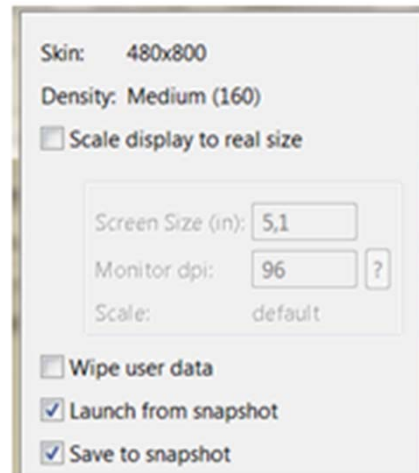 Skin: 480x800
Density: Medium (160)
Scale display to real size
Screen Size (in): 5,1
Monitor dpi: 96 ?
Scale: default
Wipe user data
Launch from snapshot
Save to snapshot